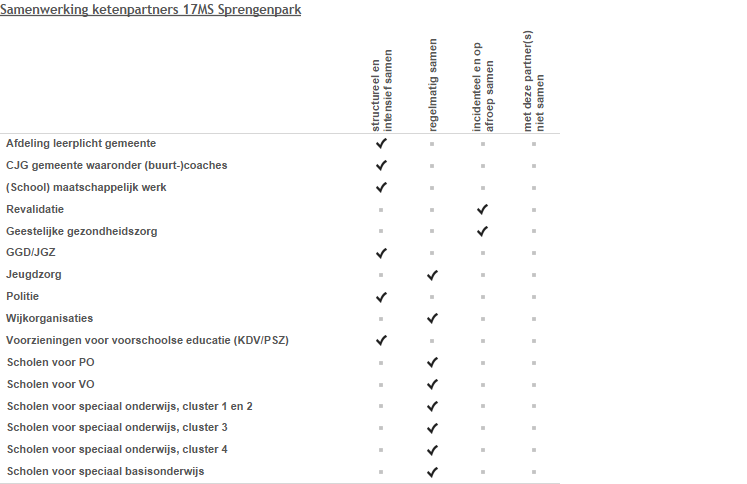 Samenwerking ketenpartners 17MS Sprengenpark
structureel en
intensief samen
regelmatig samen
incidenteel en op
afroep samen
met deze partner(s)
niet samen
Afdeling leerplicht gemeente
CJG gemeente waaronder (buurt-)coaches
(School) maatschappelijk werk
Revalidatie
Geestelijke gezondheidszorg
GGD/JGZ
Jeugdzorg
Politie
Wijkorganisaties
Voorzieningen voor voorschoolse educatie (KDV/PSZ)
Scholen voor PO
Scholen voor VO
Scholen voor speciaal onderwijs, cluster 1 en 2
Scholen voor speciaal onderwijs, cluster 3
Scholen voor speciaal onderwijs, cluster 4
Scholen voor speciaal basisonderwijs